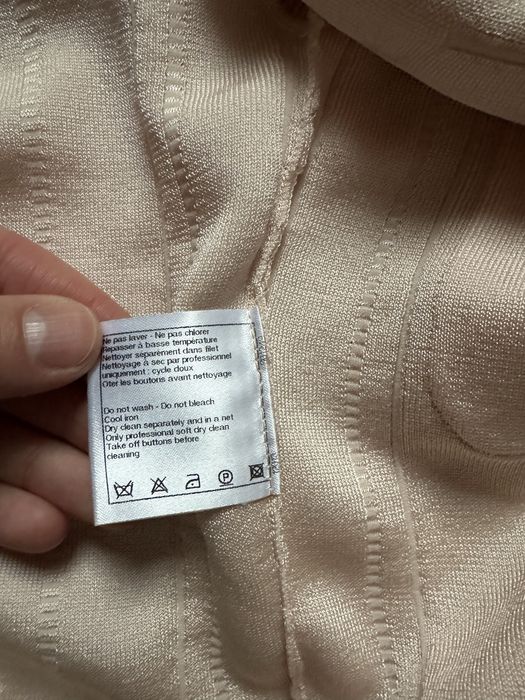 Ne pas laver - Ne pas chlorer
Repasser à basse température
Nettoyer séparément dans filet
Nettoyage à sec par professionnel
uniquement : cycle doux
Oter les boutons avant nettoyage
Do not wash - Do not bleach
Cool iron
Dry clean separately and in a net
Only professional soft dry clean
Take off buttons before
cleaning
P